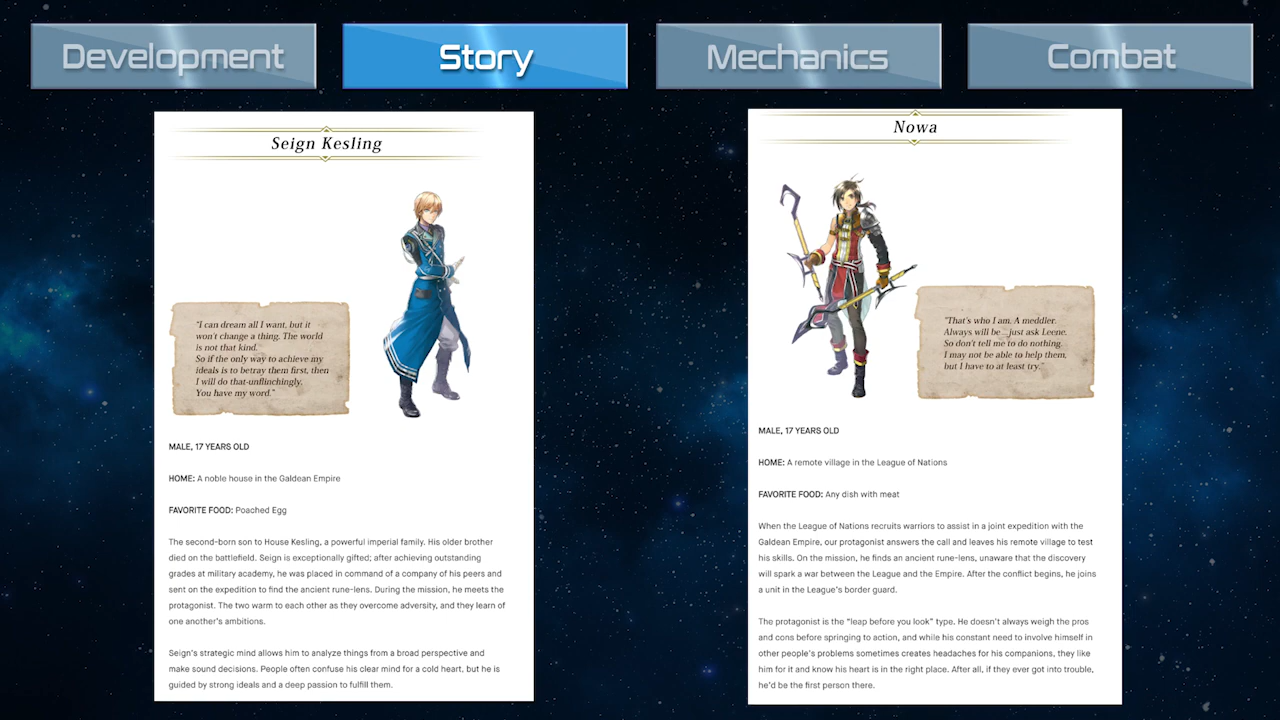 Development
Story
Mechanics
Combat
Seign Kesling
"I can dream all I want, but it
won't change a thing. The world
is not that kind.
So if the only way to achieve my
ideals is to betray them first, then
I will do that-unflinchingly.
You have my word."
MALE, 17 YEARS OLD
HOME: A noble house in the Galdean Empire
FAVORITE FOOD: Poached Egg
The second-born son to House Kesling, a powerful imperial family. His older brother
died on the battlefield. Seign is exceptionally gifted; after achieving outstanding
grades at military academy, he was placed in command of a company of his peers and
sent on the expedition to find the ancient rune-lens. During the mission, he meets the
protagonist. The two warm to each other as they overcome adversity, and they learn of
one another's ambitions.
Seign's strategic mind allows him to analyze things from a broad perspective and
make sound decisions. People often confuse his clear mind for a cold heart, but he is
guided by strong ideals and a deep passion to fulfill them.
Nowa
"That's who I am. A meddler.
Always will be...just ask Leene.
So don't tell me to do nothing.
I may not be able to help them,
but I have to at least try."
MALE, 17 YEARS OLD
HOME: A remote village in the League of Nations
FAVORITE FOOD: Any dish with meat
When the League of Nations recruits warriors to assist in a joint expedition with the
Galdean Empire, our protagonist answers the call and leaves his remote village to test
his skills. On the mission, he finds an ancient rune-lens, unaware that the discovery
will spark a war between the League and the Empire. After the conflict begins, he joins
a unit in the League's border guard.
The protagonist is the "leap before you look" type. He doesn't always weigh the pros
and cons before springing to action, and while his constant need to involve himself in
other people's problems sometimes creates headaches for his companions, they like
him for it and know his heart is in the right place. After all, if they ever got into trouble,
he'd be the first person there.